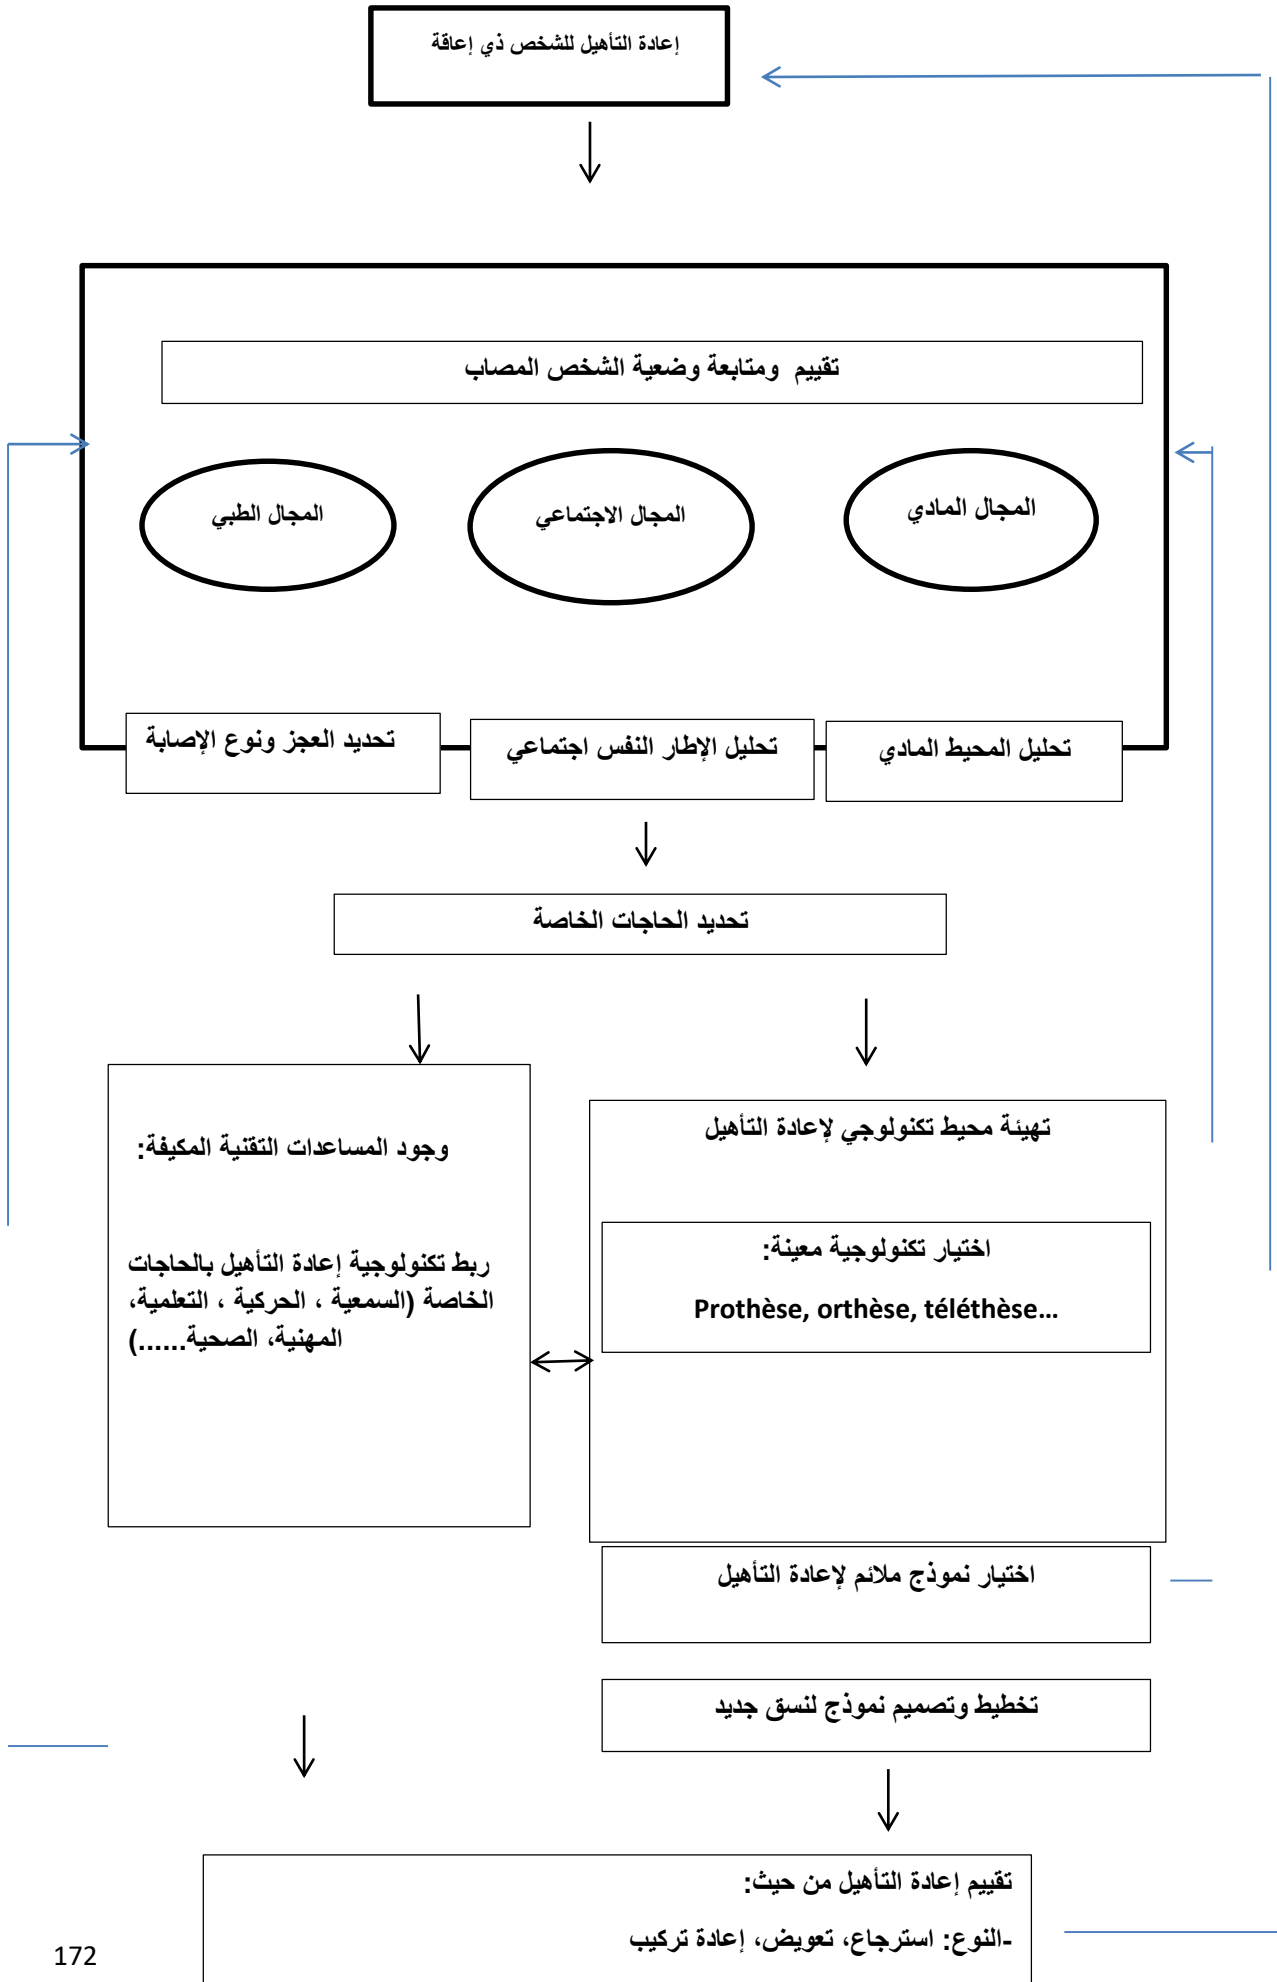 إعادة التأهيل للشخص ذي إعاقة
تقييم ومتابعة وضعية الشخص المصاب
المجال المادي
المجال الاجتماعي
المجال الطبي
تحليل المحيط المادي
تحليل الإطار النفس اجتماعي
تحديد العجز ونوع الإصابة
تحديد الحاجات الخاصة
تهيئة محيط تكنولوجي لإعادة التأهيل
اختيار تكنولوجية معينة:
Prothèse, orthèse, téléthèse…
وجود المساعدات التقنية المكيفة:
ربط تكنولوجية إعادة التأهيل بالحاجات
الخاصة (السمعية ، الحركية ، التعلمية،
المهنية، الصحية......)
اختيار نموذج ملائم لإعادة التأهيل
تخطيط وتصميم نموذج لنسق جديد
تقييم إعادة التأهيل من حيث:
-النوع: استرجاع، تعويض، إعادة تركيب
172